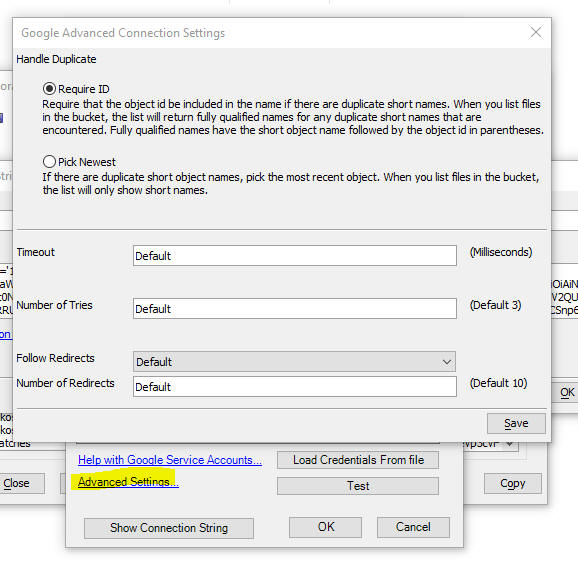 Google Advanced Connection Settings
Handle Duplicate
Require ID
Require that the object id be included in the name if there are duplicate short names. When you list files
in the bucket, the list will return fully qualified names for any duplicate short names that are
encountered. Fully qualified names have the short object name followed by the object id in parentheses.
Pick Newest
If there are duplicate short object names, pick the most recent object. When you list files in the bucket,
the list will only show short names.
Timeout
Default
(Milliseconds)
Number of Tries
Default
(Default 3)
Follow Redirects
Default
Number of Redirects
Default
(Default 10)
OK
Save
Help with Google Service Accounts...
Load Credentials From file
Close
Advanced Settings...
Test
Copy
Show Connection String
OK
Cancel